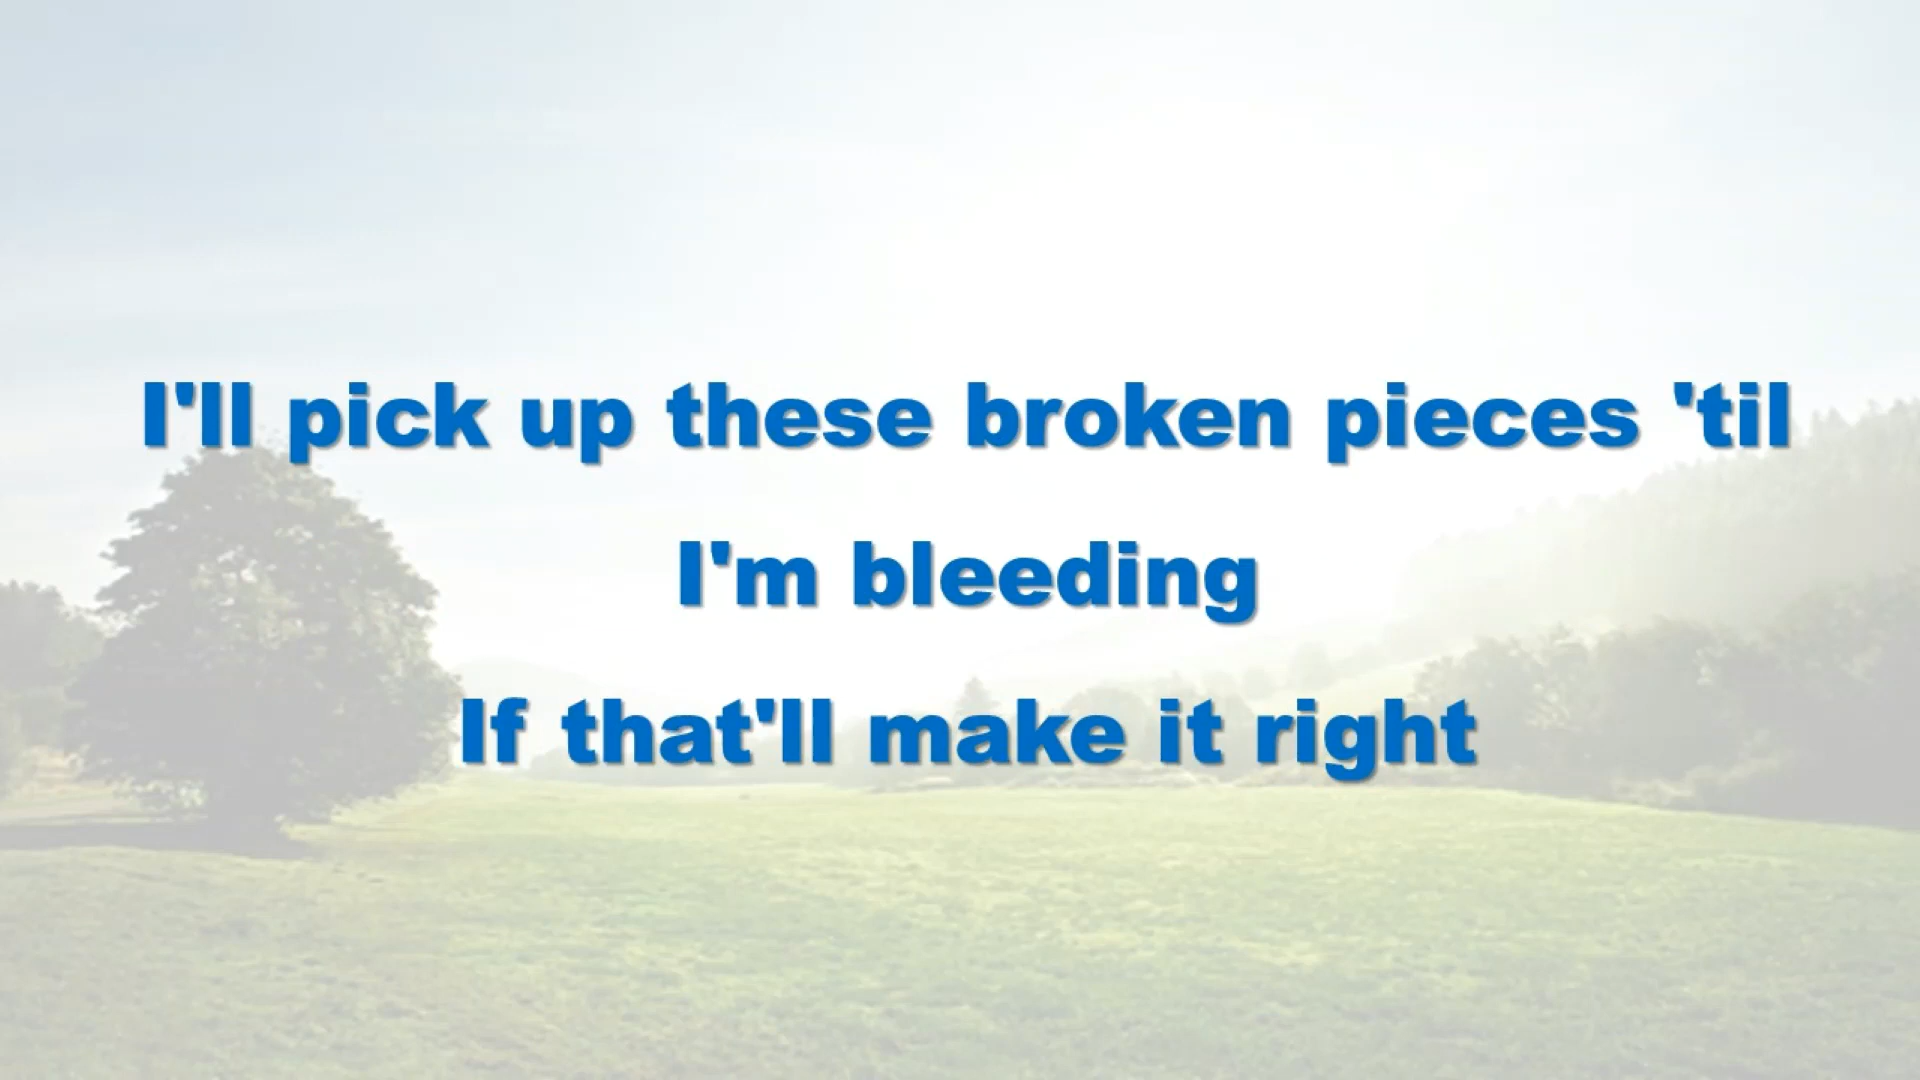 I'll pick up these broken pieces 'til
I'm bleeding
If that'll make it right